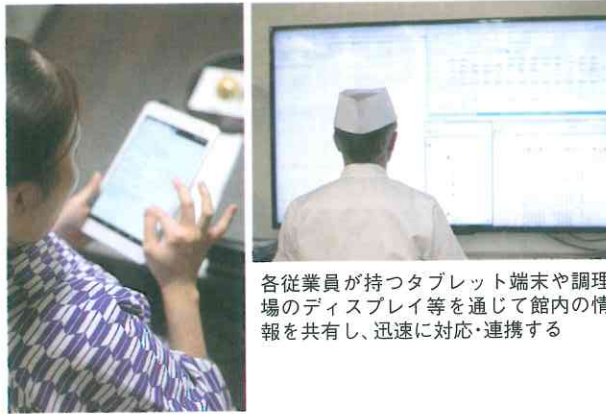 各従業員が持つタブレット端末や調理
場のディスプレイ等を通じて館内の情
報を共有し、迅速に対応・連携する